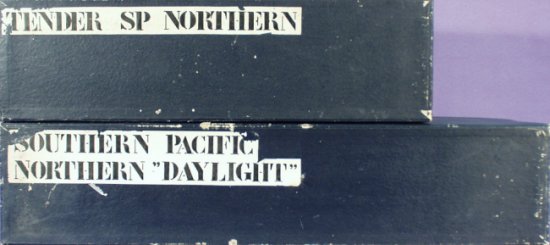 TENDER SP NORTHERN
SOUTHERN PACIFIC
NORTHERN "DAYLIGHT"